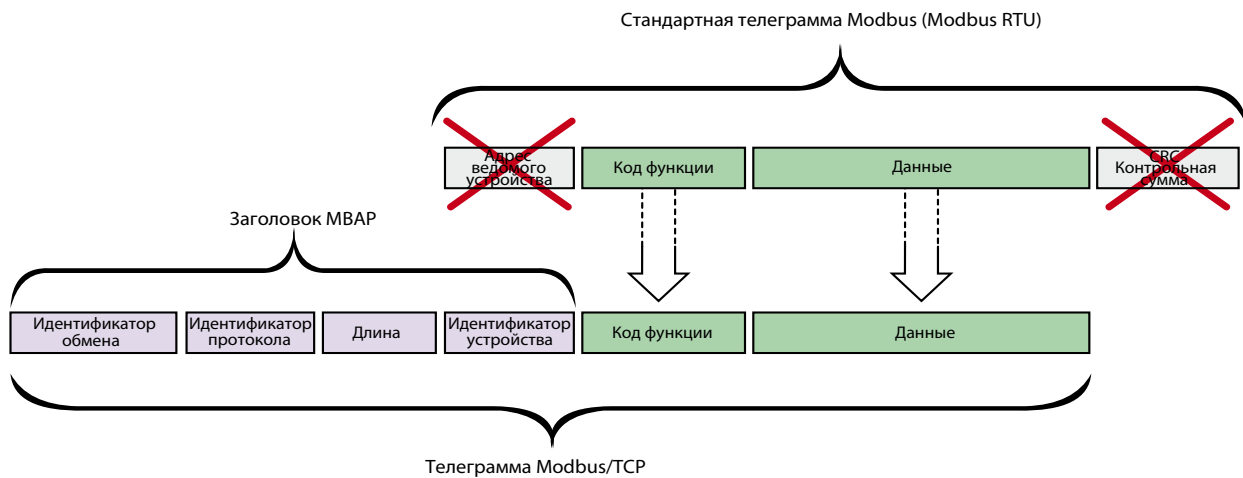 Стандартная телеграмма Modbus (Modbus RTU)
Адрес
ведомого
устройства
Код функции
Данные
CRC
Контрольная
сумма
Заголовок MBAP
Идентификатор
обмена
Идентификатор
протокола
Длина
Идентификатор
устройства
Код функции
Данные
Телеграмма Modbus/TCP